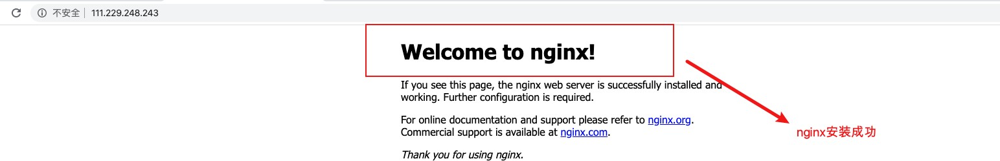 不安全 111.229.248.243
Welcome to nginx!
If you see this page, the nginx web server is successfully installed and
working. Further configuration is required.
For online documentation and support please refer to nginx.org.
Commercial support is available at nginx.com.
nginx安装成功
Thank you for using nginx.